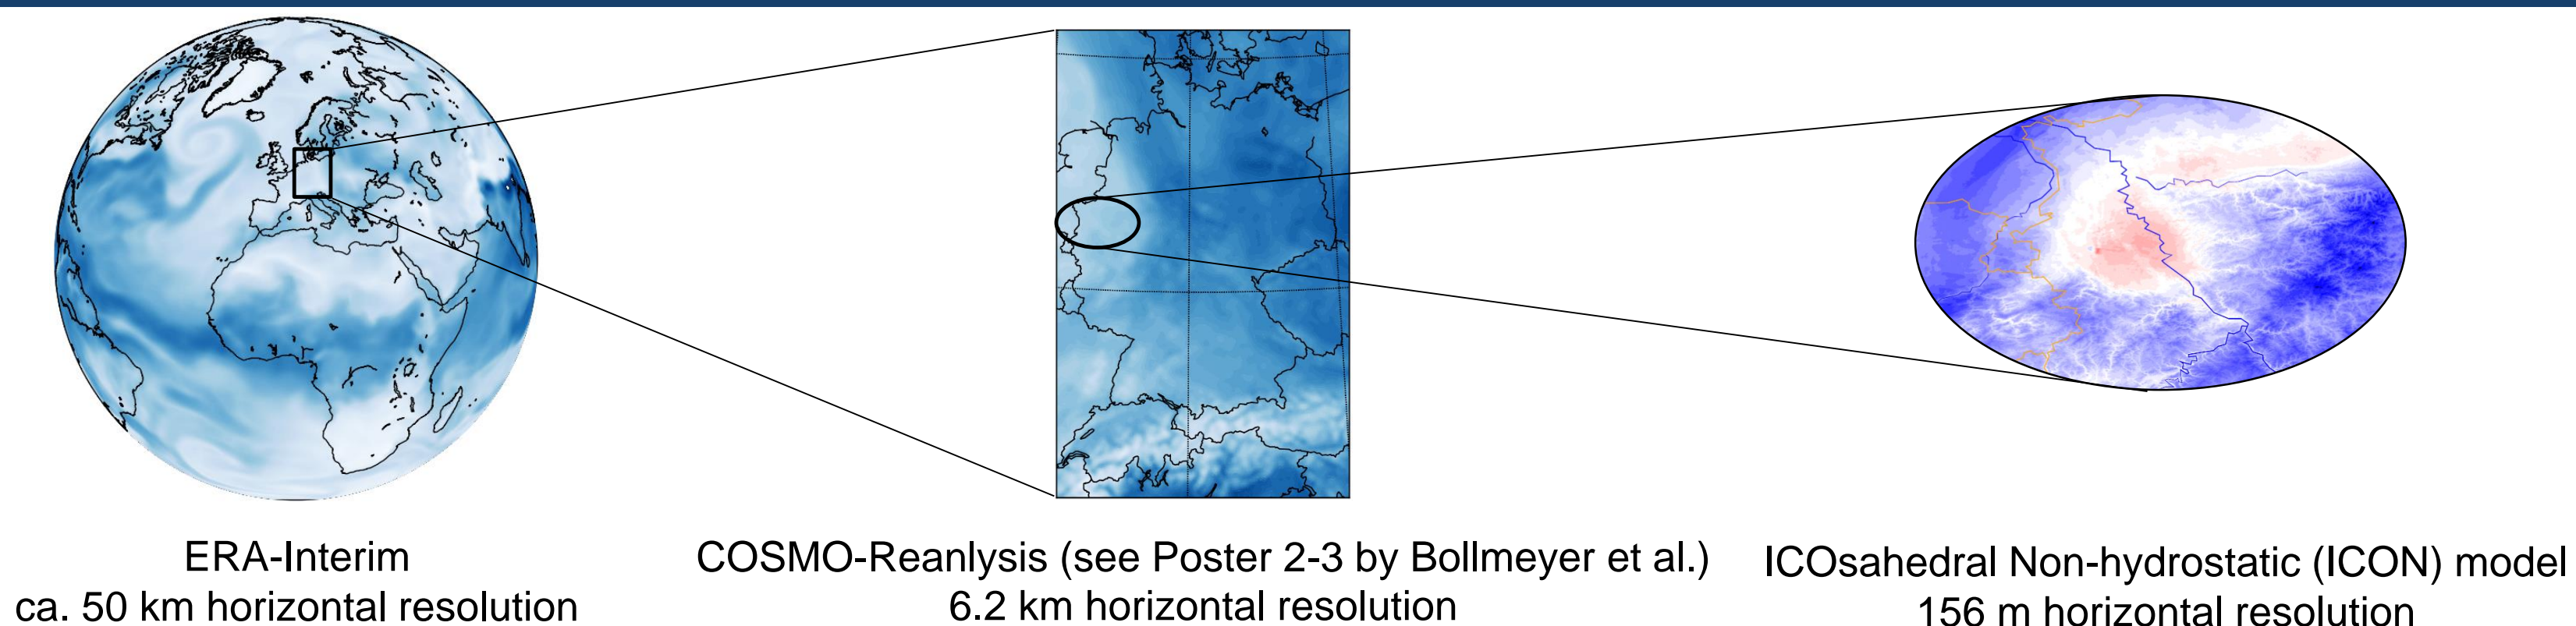 ERA-Interim
ca. 50 km horizontal resolution
COSMO-Reanlysis (see Poster 2-3 by Bollmeyer et al.)
6.2 km horizontal resolution
ICOsahedral Non-hydrostatic (ICON) model
156 m horizontal resolution